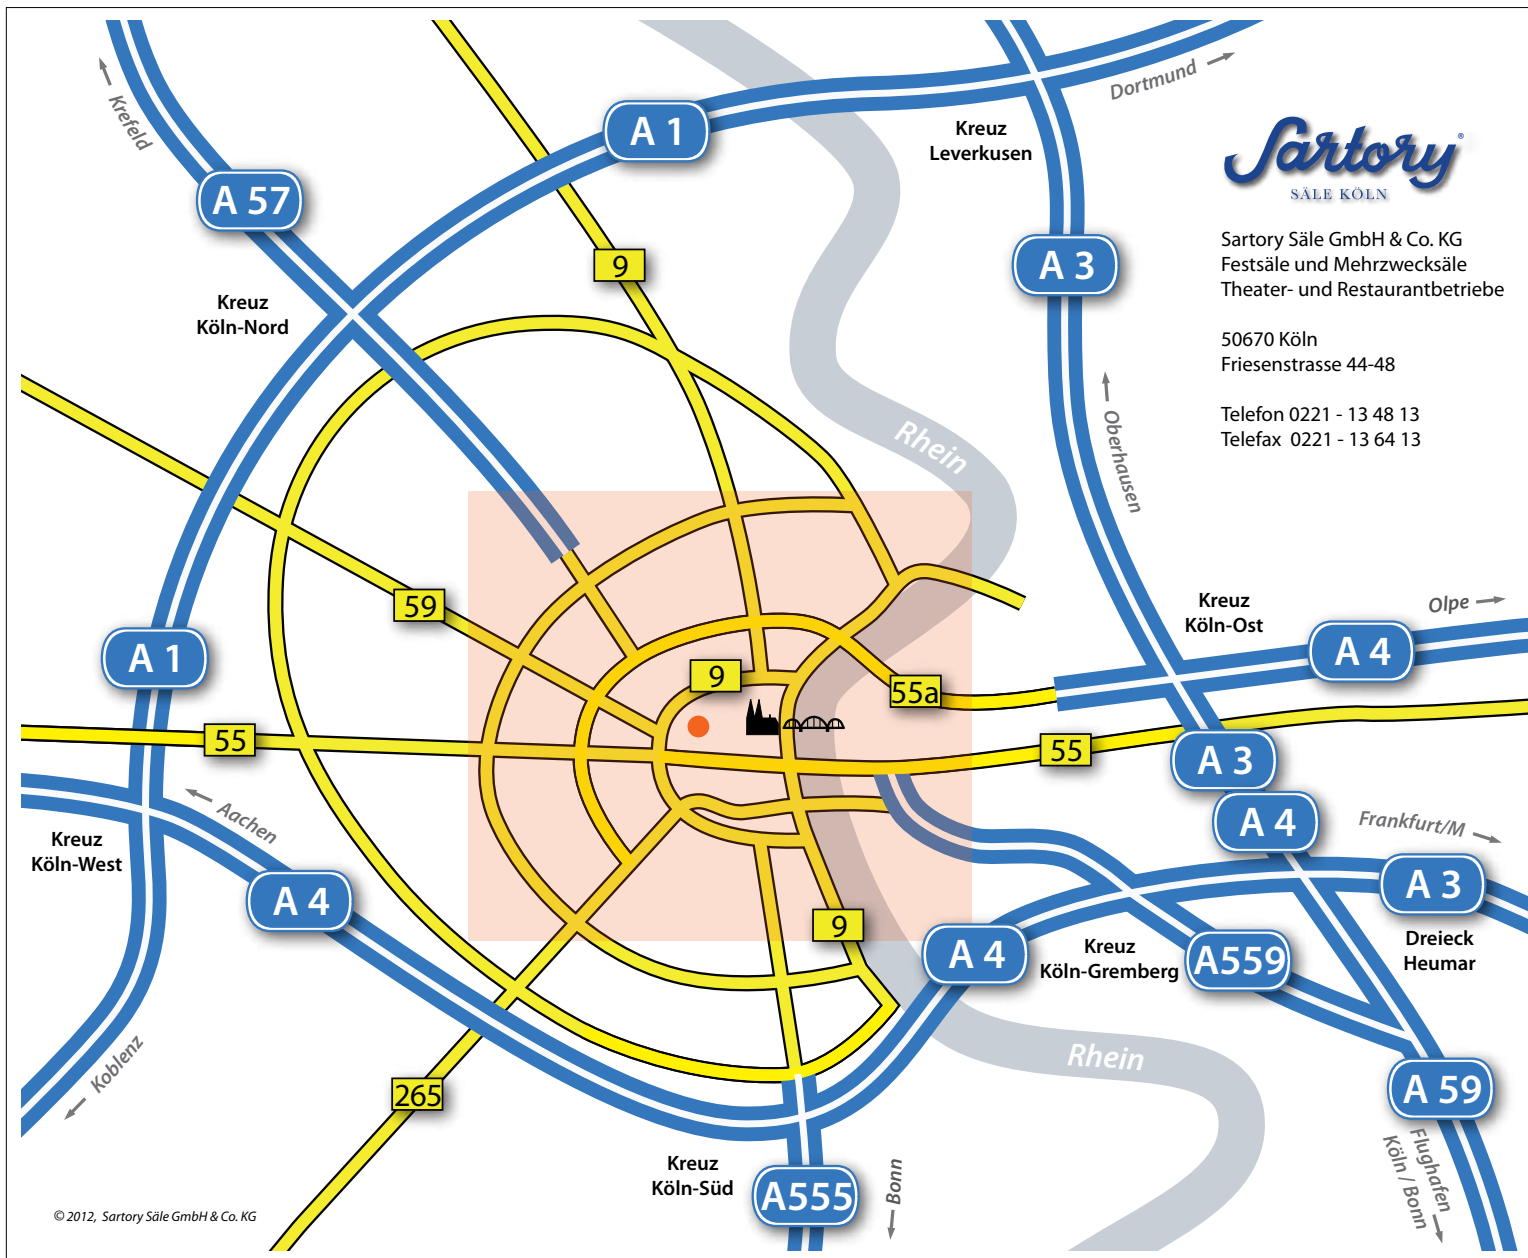 Krefeld
A 57
A 1
Kreuz
Leverkusen
Dortmund
Sartory®
SÄLE KÖLN
Sartory Säle GmbH & Co. KG
Festsäle und Mehrzwecksäle
Theater- und Restaurantbetriebe
50670 Köln
Friesenstrasse 44-48
Telefon 0221 - 13 48 13
Telefax 0221 - 13 64 13
9
A 3
Kreuz
Köln-Nord
Rhein
Oberhausen
59
A 1
Kreuz
Köln-Ost
Olpe
A 4
9
55a
55
55
A 3
A 4
Frankfurt/M
Aachen
Kreuz
Köln-West
A 4
9
A 4
Kreuz
Köln-Gremberg
A559
A 3
Dreieck
Heumar
Koblenz
265
Rhein
A 59
Kreuz
Köln-Süd
A555
Bonn
Flughafen
Köln / Bonn
© 2012, Sartory Säle GmbH & Co. KG